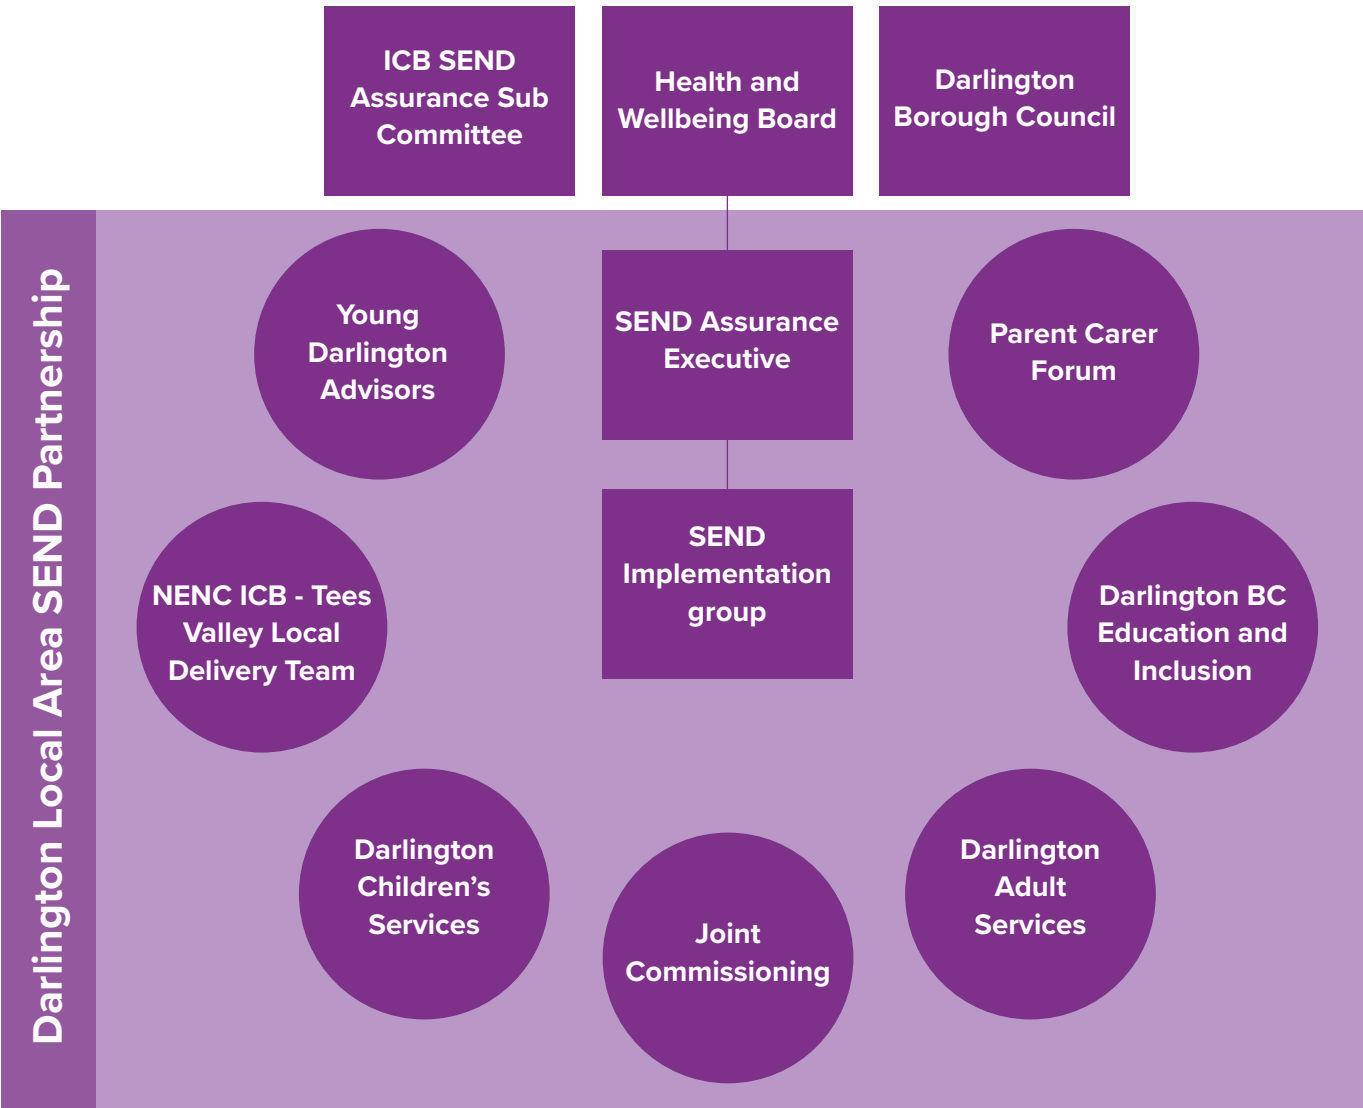 ICB SEND
Assurance Sub
Committee
Health and
Wellbeing Board
Darlington
Borough Council
Darlington Local Area SEND Partnership
Young
Darlington
Advisors
SEND Assurance
Executive
Parent Carer
Forum
SEND
Implementation
group
NENC ICB - Tees
Valley Local
Delivery Team
Darlington BC
Education and
Inclusion
Darlington
Children’s
Services
Joint
Commissioning
Darlington
Adult
Services